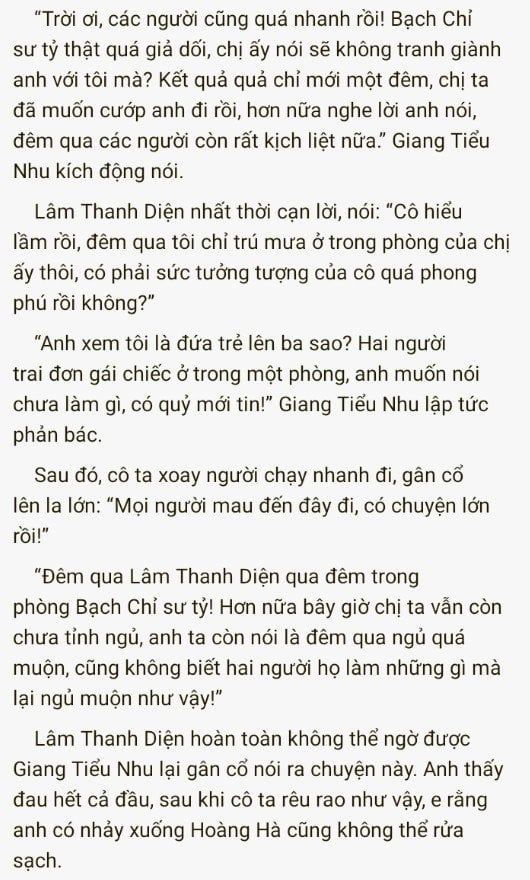 “Trời ơi, các người cũng quá nhanh rồi! Bạch Chỉ
sư tỷ thật quá giả dối, chị ấy nói sẽ không tranh giành
anh với tôi mà? Kết quả quả chỉ mới một đêm, chị ta
đã muốn cướp anh đi rồi, hơn nữa nghe lời anh nói,
đêm qua các người còn rất kịch liệt nữa.” Giang Tiểu
Nhu kích động nói.
Lâm Thanh Diện nhất thời cạn lời, nói: “Cô hiểu
lầm rồi, đêm qua tôi chỉ trú mưa ở trong phòng của chị
ấy thôi, có phải sức tưởng tượng của cô quá phong
phú rồi không?”
“Anh xem tôi là đứa trẻ lên ba sao? Hai người
trai đơn gái chiếc ở trong một phòng, anh muốn nói
chưa làm gì, có quỷ mới tin!” Giang Tiểu Nhu lập tức
phản bác.
Sau đó, cô ta xoay người chạy nhanh đi, gân cổ
lên la lớn: “Mọi người mau đến đây đi, có chuyện lớn
rồi!”
“Đêm qua Lâm Thanh Diện qua đêm trong
phòng Bạch Chỉ sư tỷ! Hơn nữa bây giờ chị ta vẫn còn
chưa tỉnh ngủ, anh ta còn nói là đêm qua ngủ quá
muộn, cũng không biết hai người họ làm những gì mà
lại ngủ muộn như vậy!”
Lâm Thanh Diện hoàn toàn không thể ngờ được
Giang Tiểu Nhu lại gân cổ nói ra chuyện này. Anh thấy
đau hết cả đầu, sau khi cô ta rêu rao như vậy, e rằng
anh có nhảy xuống Hoàng Hà cũng không thể rửa
sạch.